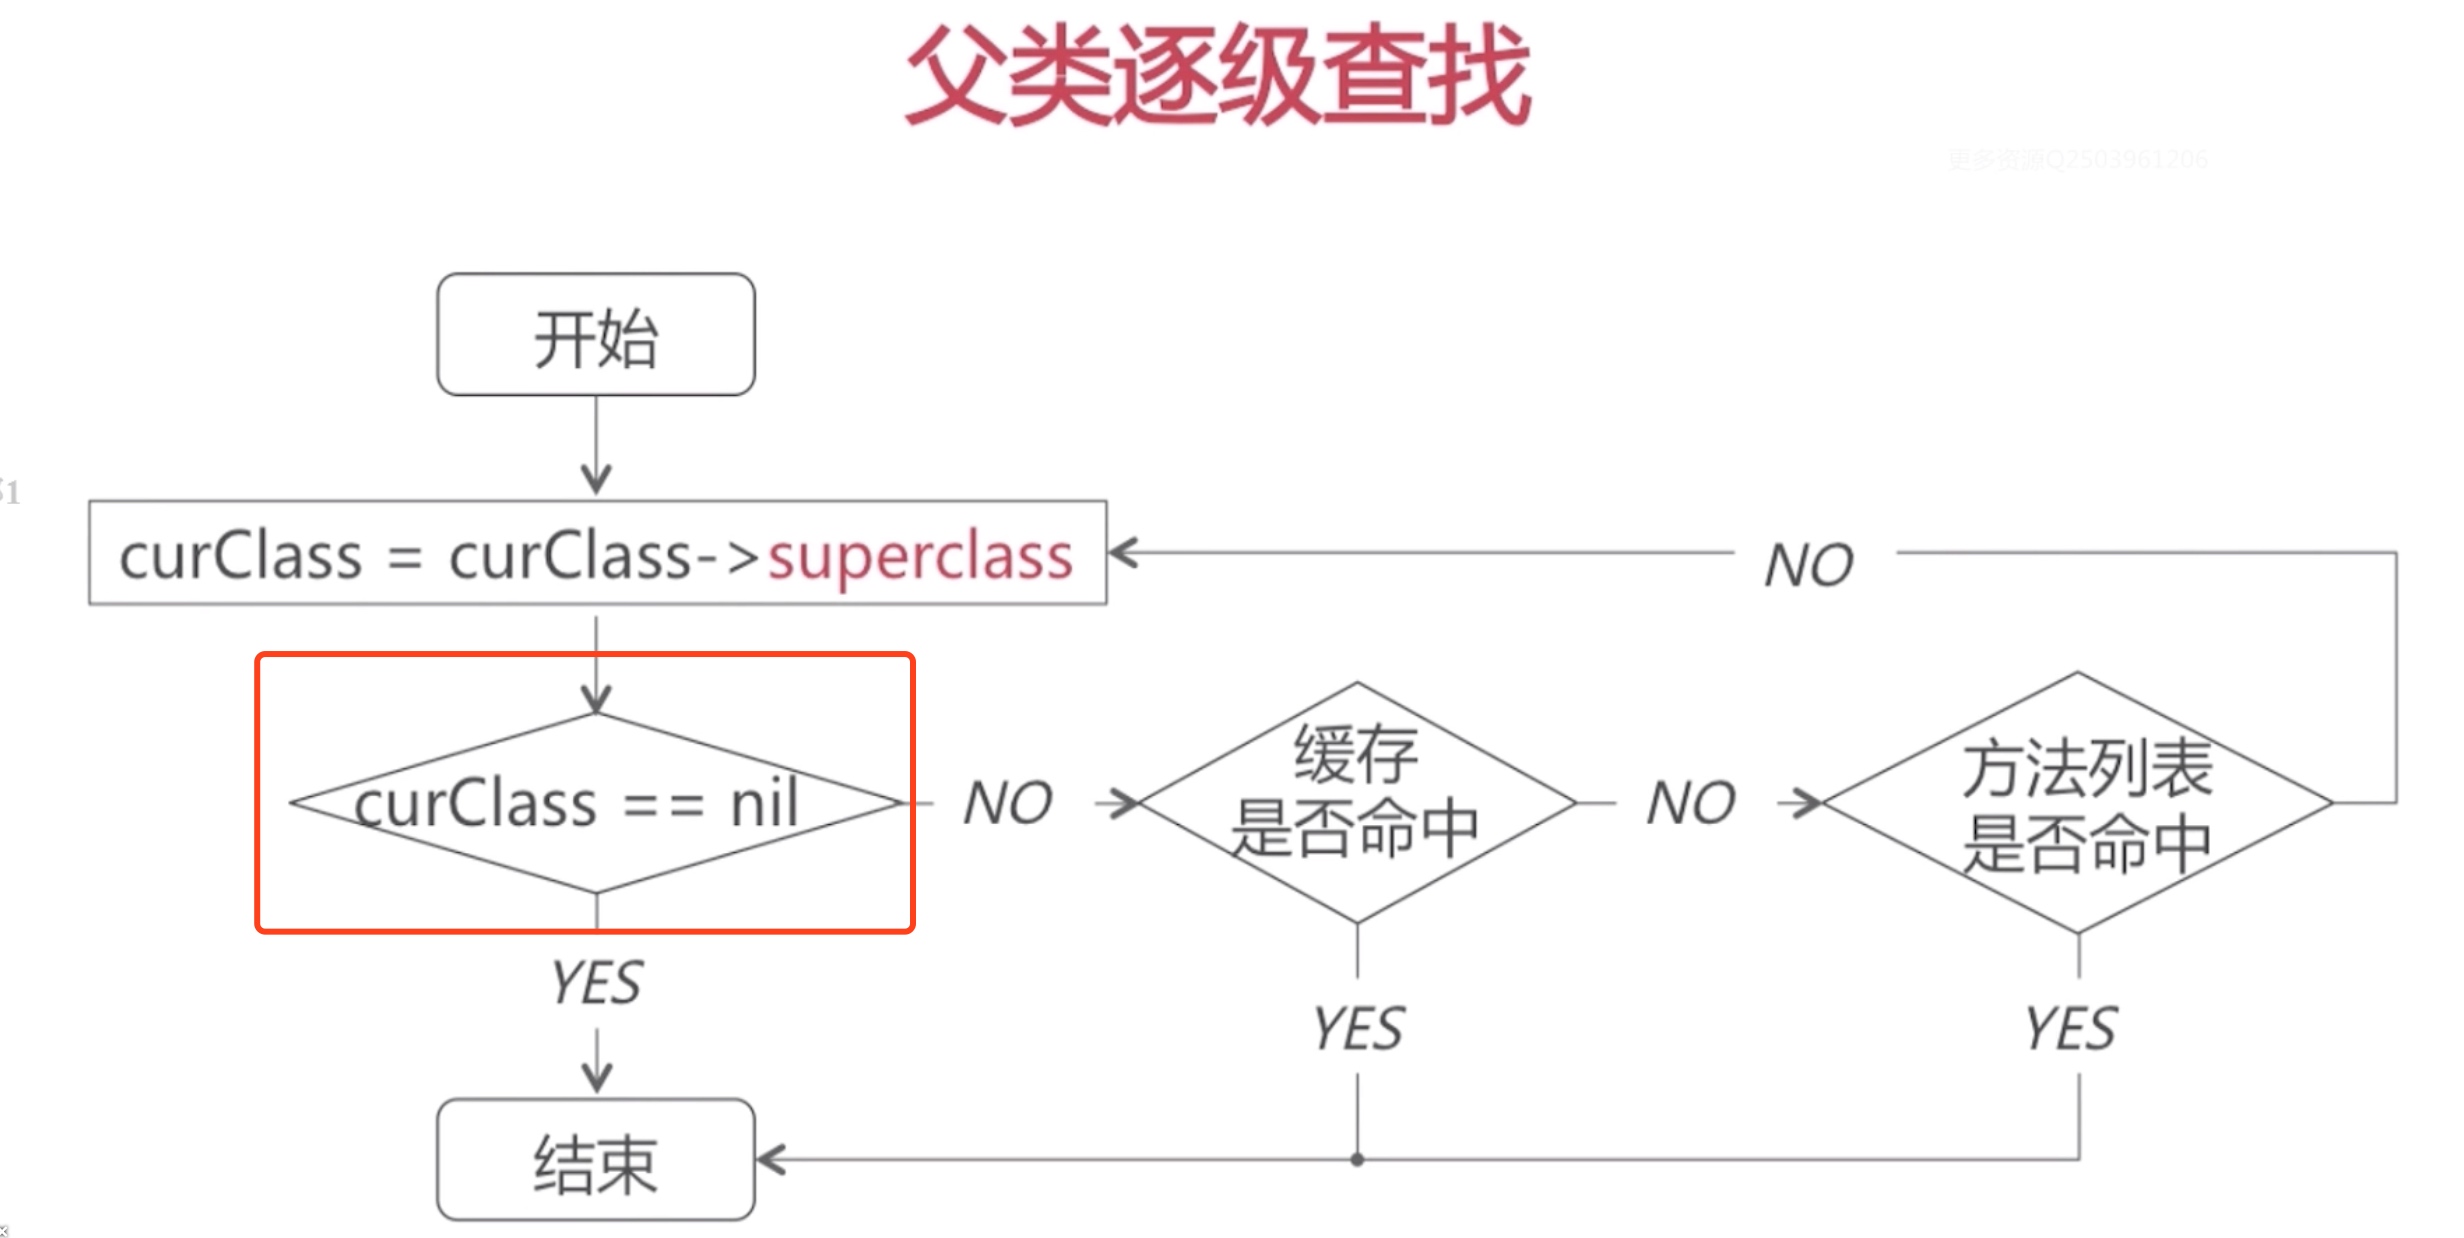 父类逐级查找
更多资源Q2503961206
开始
curClass = curClass->superclass
NO
curClass == nil
NO
缓存
是否命中
NO
方法列表
是否命中
YES
YES
YES
结束